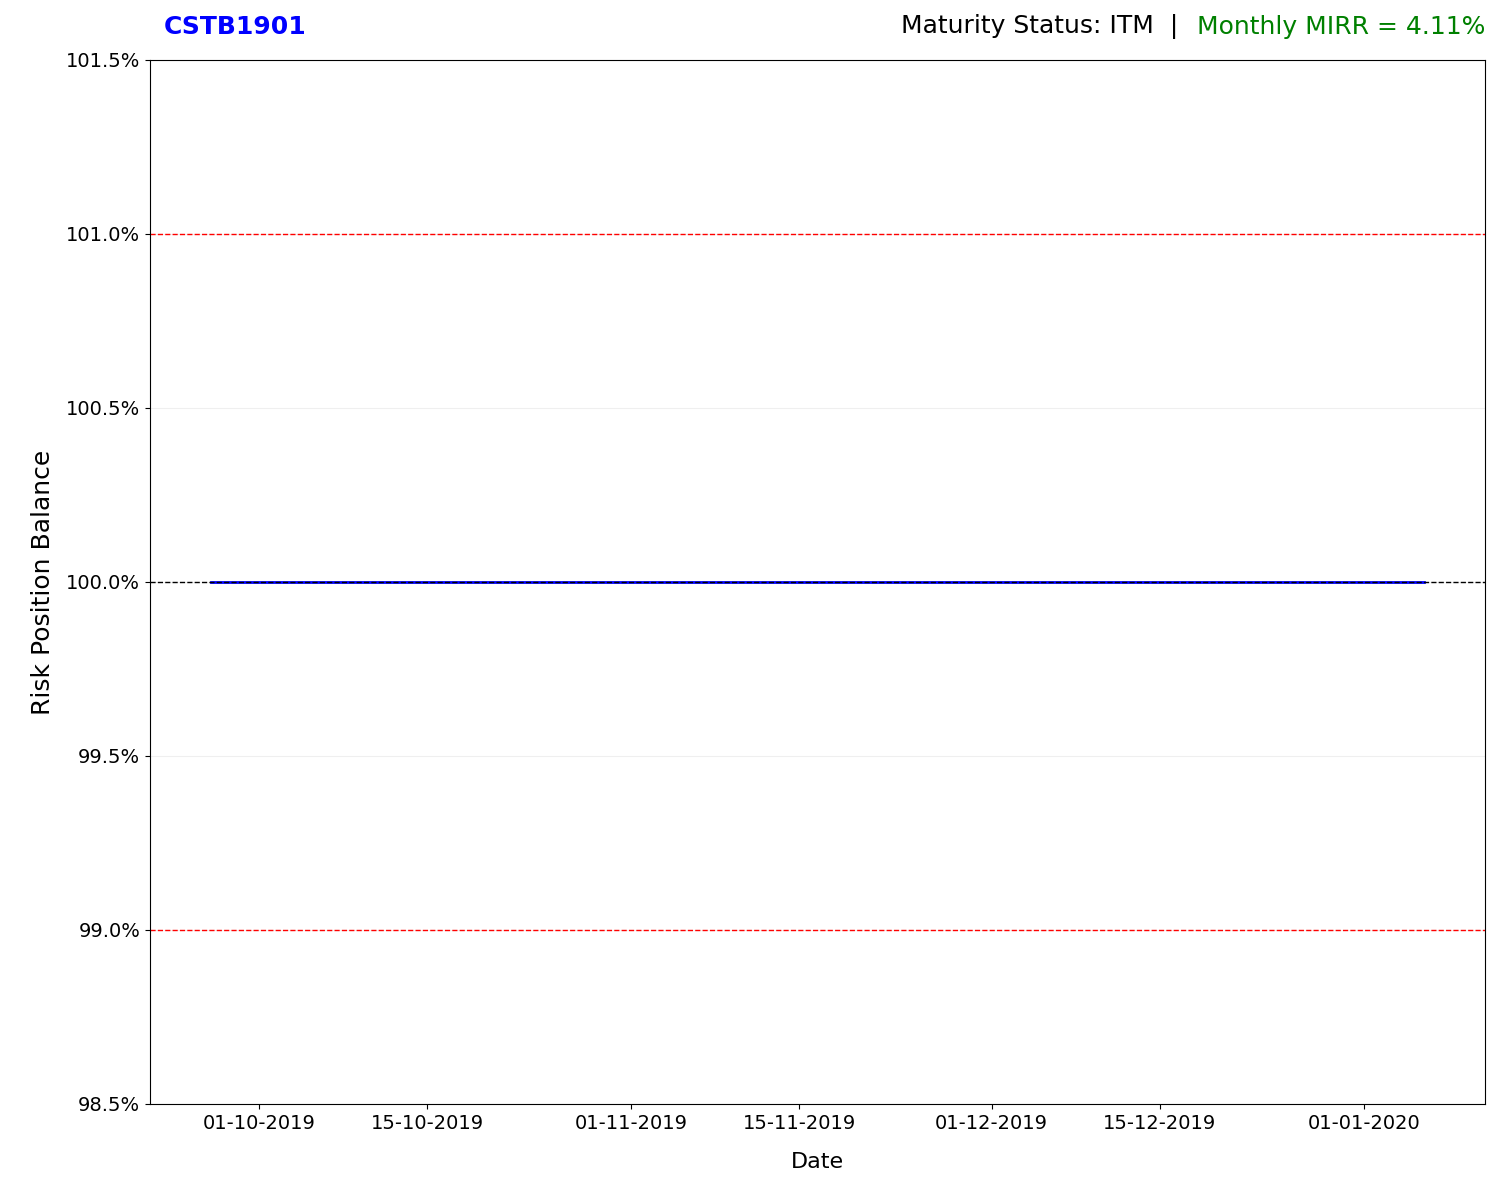 CSTB1901
Maturity Status: ITM | Monthly MIRR = 4.11%
101.5%
101.0%
100.5%
100.0%
99.5%
99.0%
98.5%
Risk Position Balance
01-10-2019 15-10-2019 01-11-2019 15-11-2019 01-12-2019 15-12-2019 01-01-2020
Date